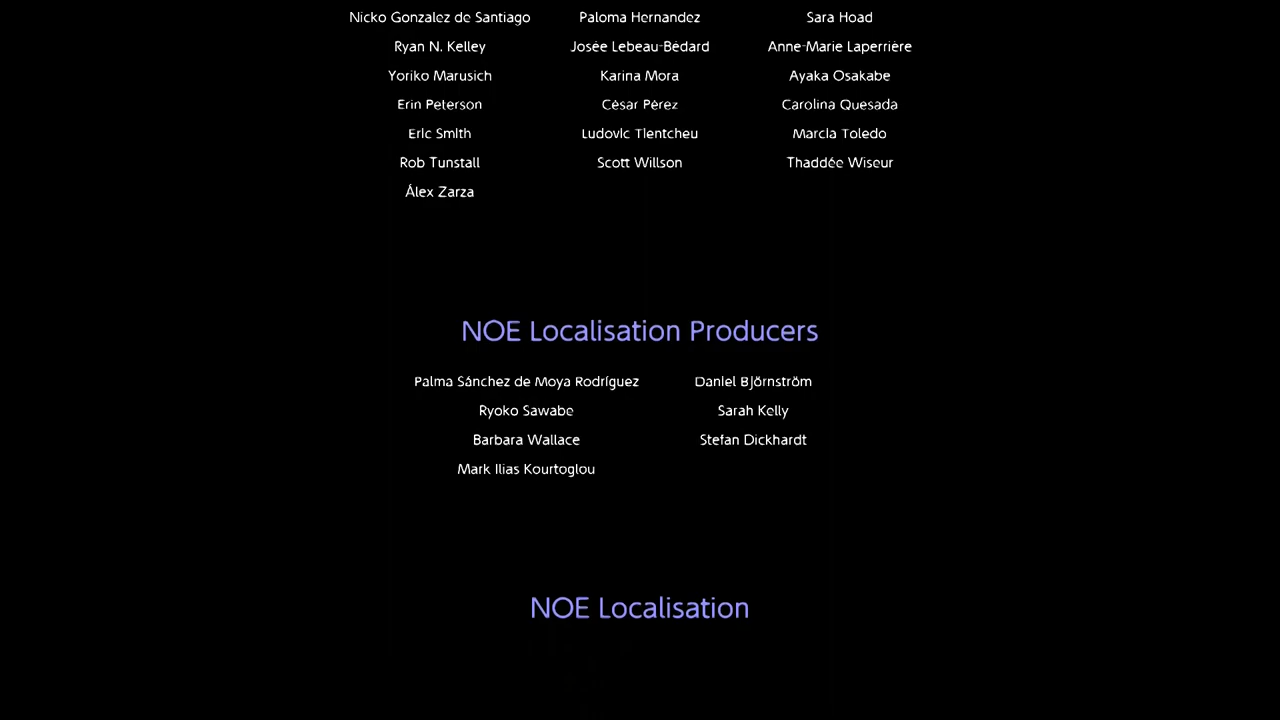 Nicko Gonzalez de Santiago Paloma Hernandez Sara Hoad
Ryan N. Kelley Josée Lebeau-Bédard Anne-Marie Laperrière
Yoriko Marusich Karina Mora Ayaka Osakabe
Erin Peterson César Pérez Carolina Quesada
Eric Smith Ludovic Tientcheu Marcia Toledo
Rob Tunstall Scott Willson Thaddée Wiseur
Álex Zarza
NOE Localisation Producers
Palma Sánchez de Moya Rodríguez Daniel Björnström
Ryoko Sawabe Sarah Kelly
Barbara Wallace Stefan Dickhardt
Mark Ilias Kourtoglou
NOE Localisation